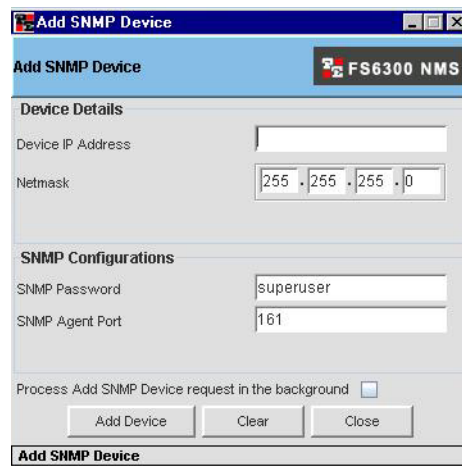 Add SNMP Device
Add SNMP Device FS6300 NMS
Device Details
Device IP Address
Netmask 255 . 255 . 255 . 0
SNMP Configurations
SNMP Password superuser
SNMP Agent Port 161
Process Add SNMP Device request in the background
Add Device Clear Close
Add SNMP Device